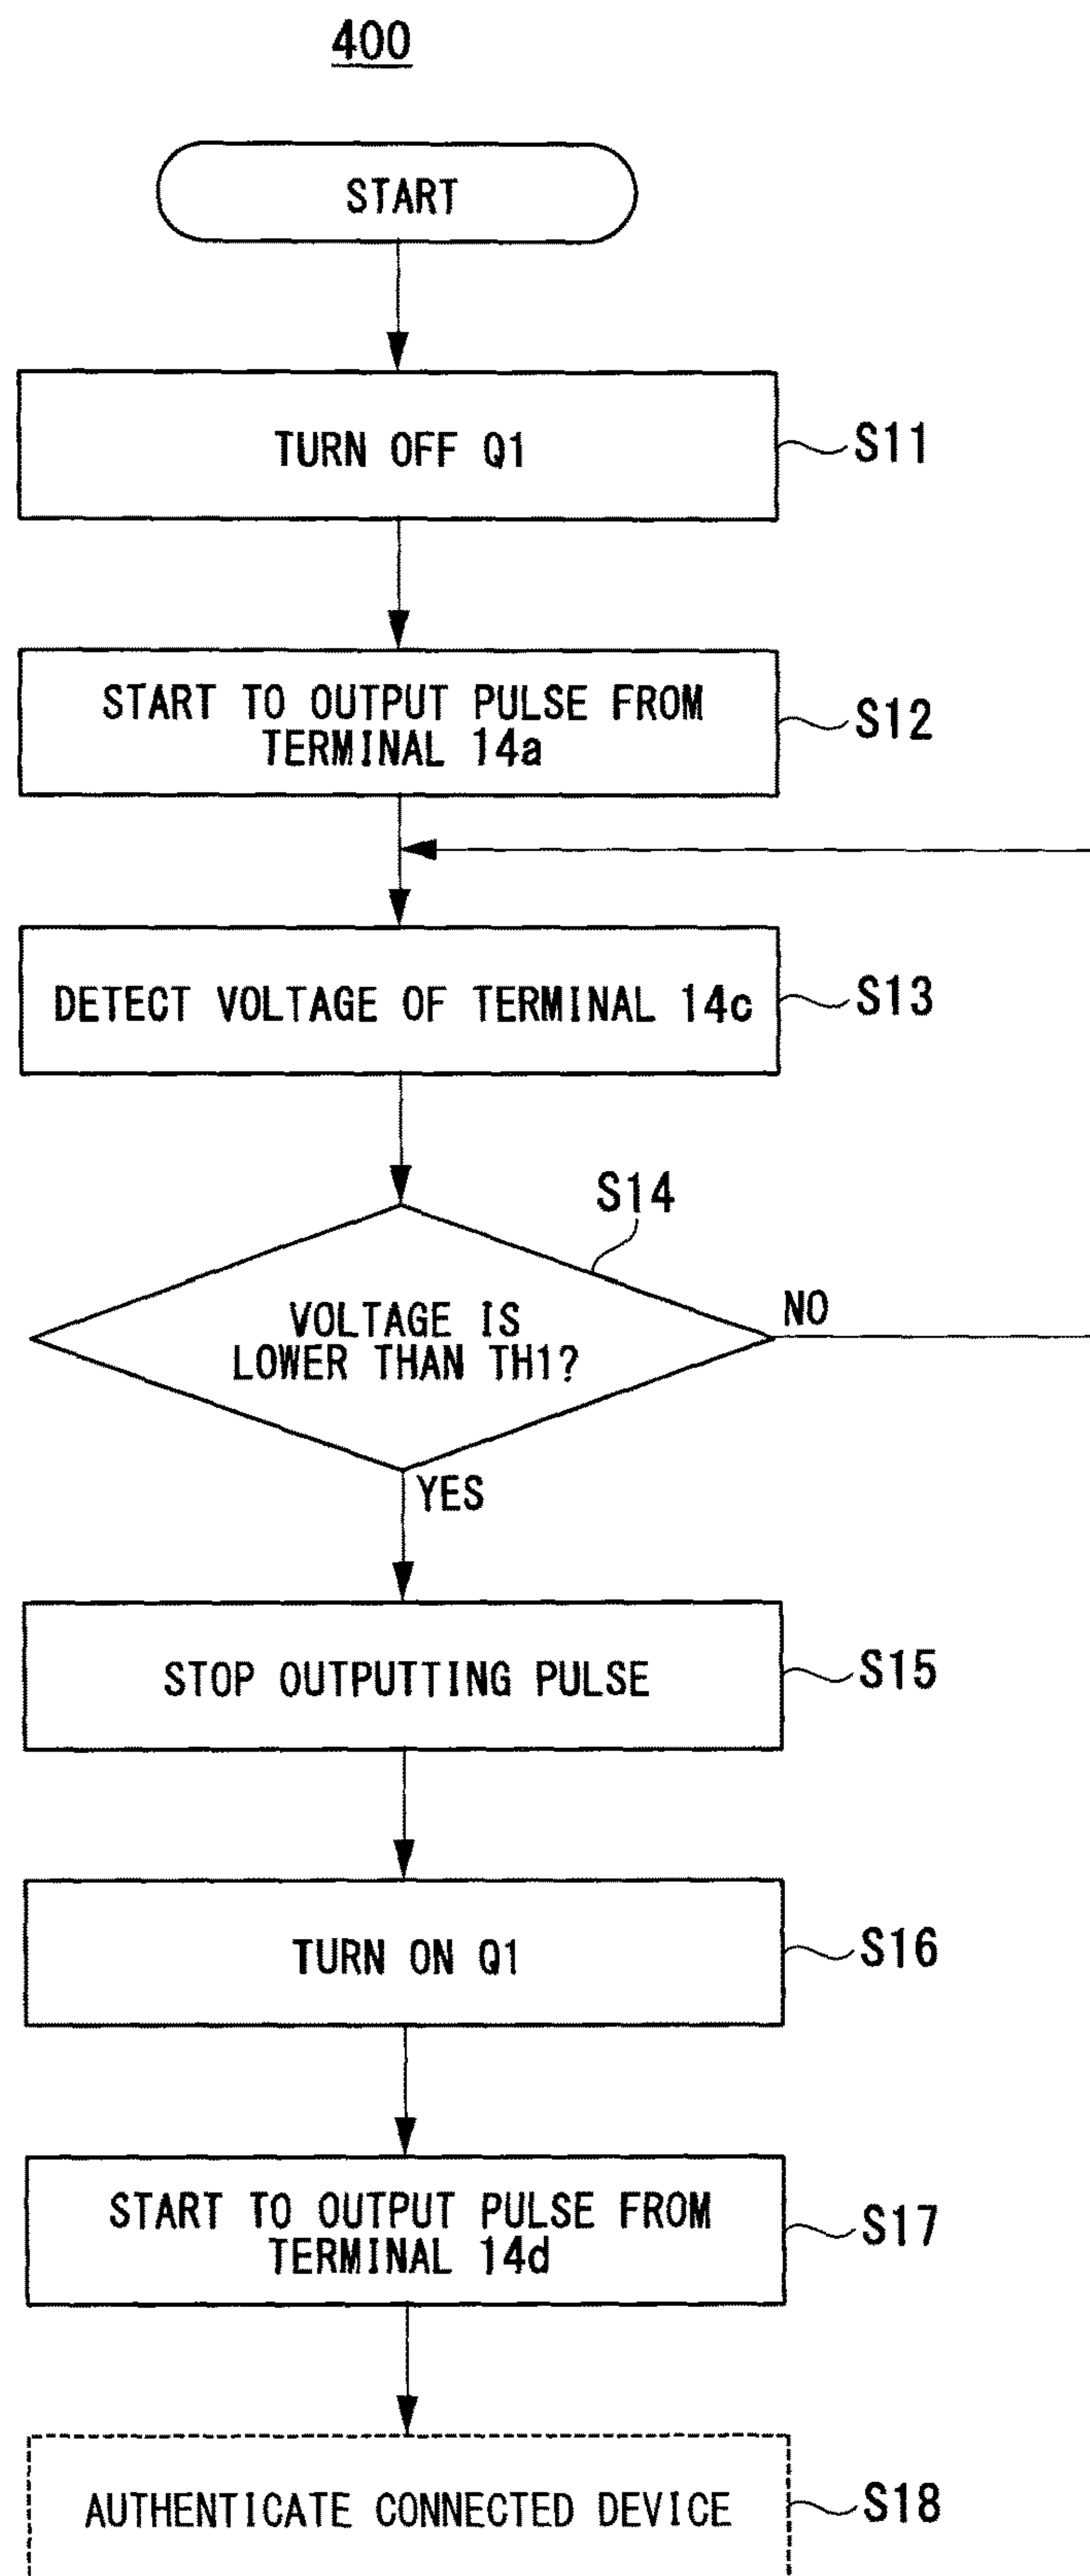 400
START
TURN OFF Q1
S11
START TO OUTPUT PULSE FROM
TERMINAL 14a
S12
DETECT VOLTAGE OF TERMINAL 14c
S13
S14
VOLTAGE IS
LOWER THAN TH1?
NO
YES
STOP OUTPUTTING PULSE
S15
TURN ON Q1
S16
START TO OUTPUT PULSE FROM
TERMINAL 14d
S17
AUTHENTICATE CONNECTED DEVICE
S18